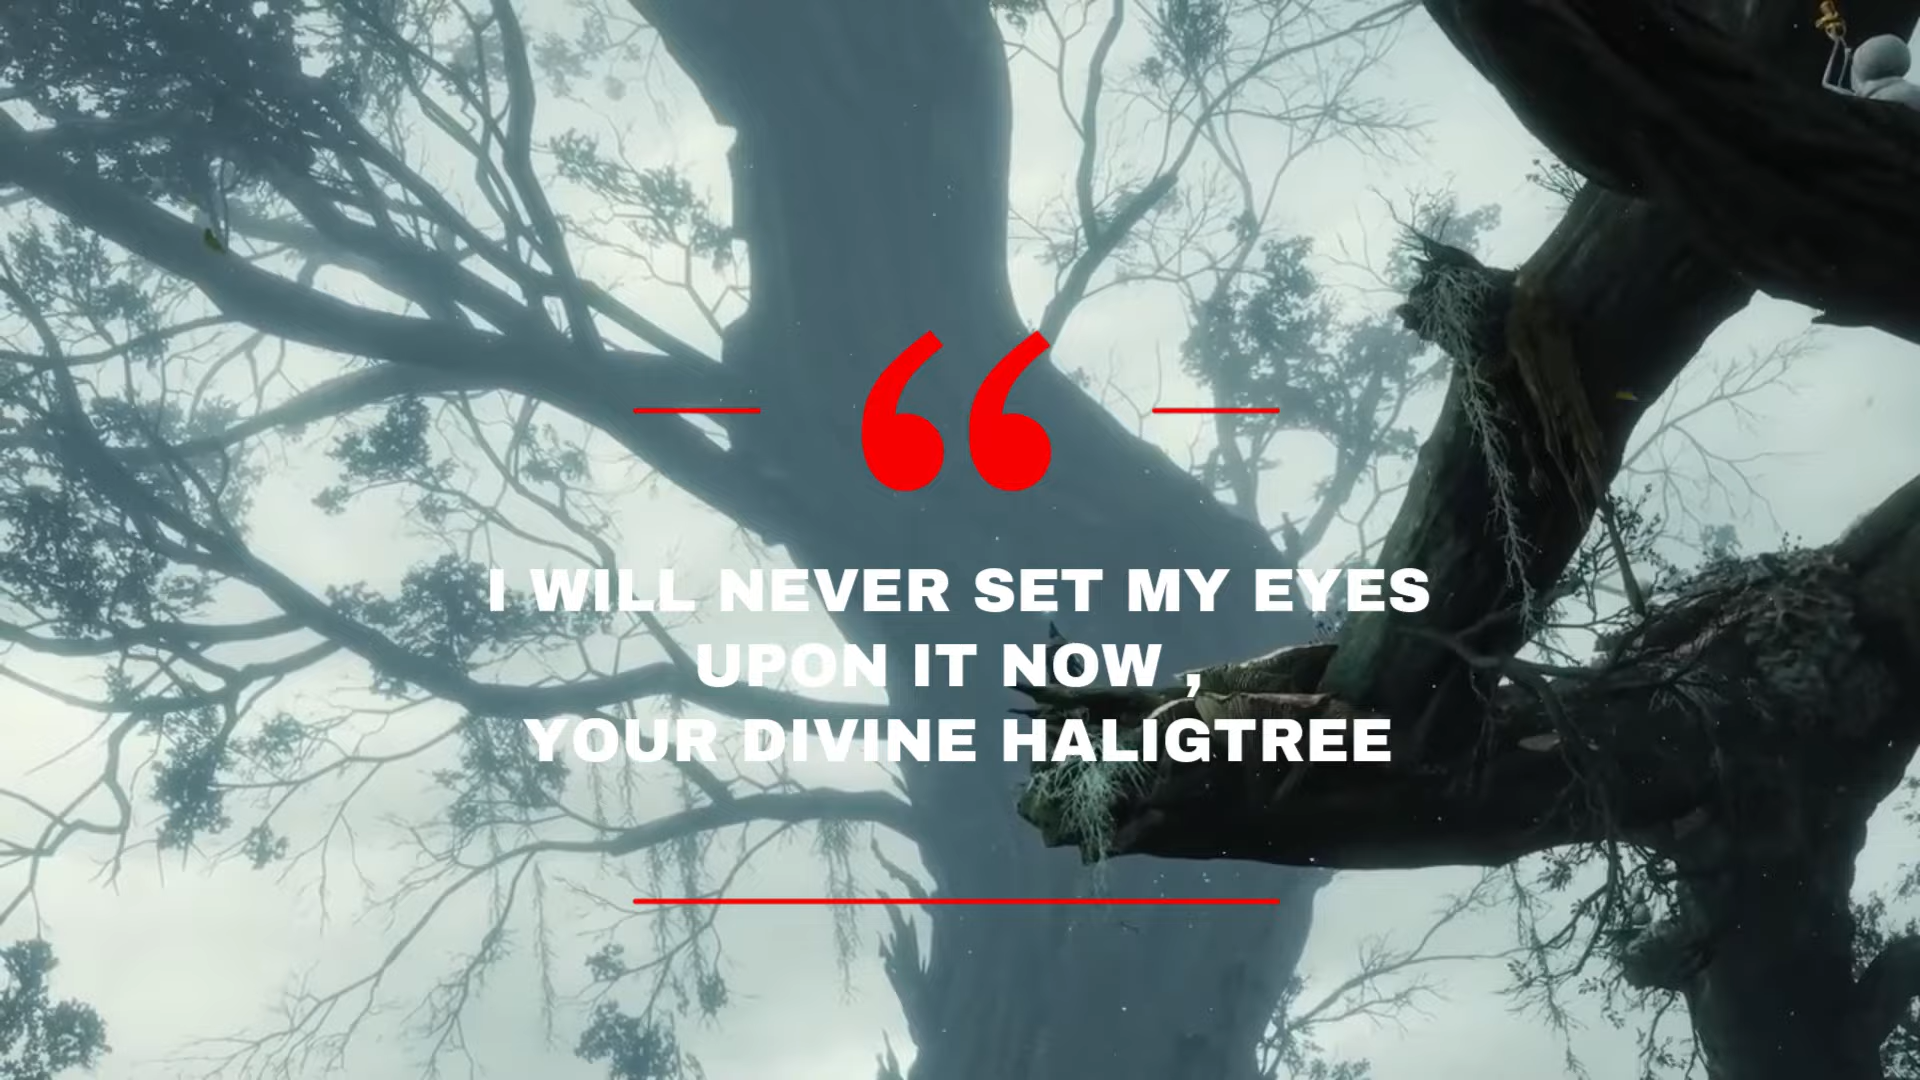 “
I WILL NEVER SET MY EYES
UPON IT NOW ,
YOUR DIVINE HALIGTREE